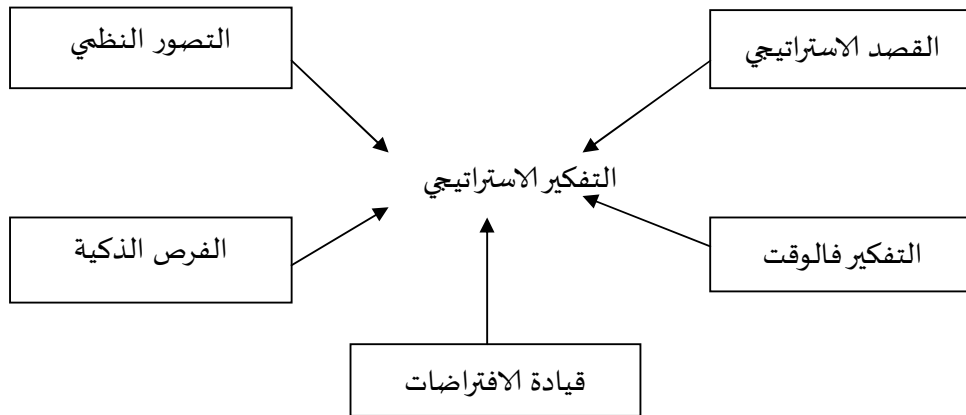 القصد الاستراتيجي
التصور النظمي
التفكير الاستراتيجي
التفكير فالوقت
الفرص الذكية
قيادة الافتراضات